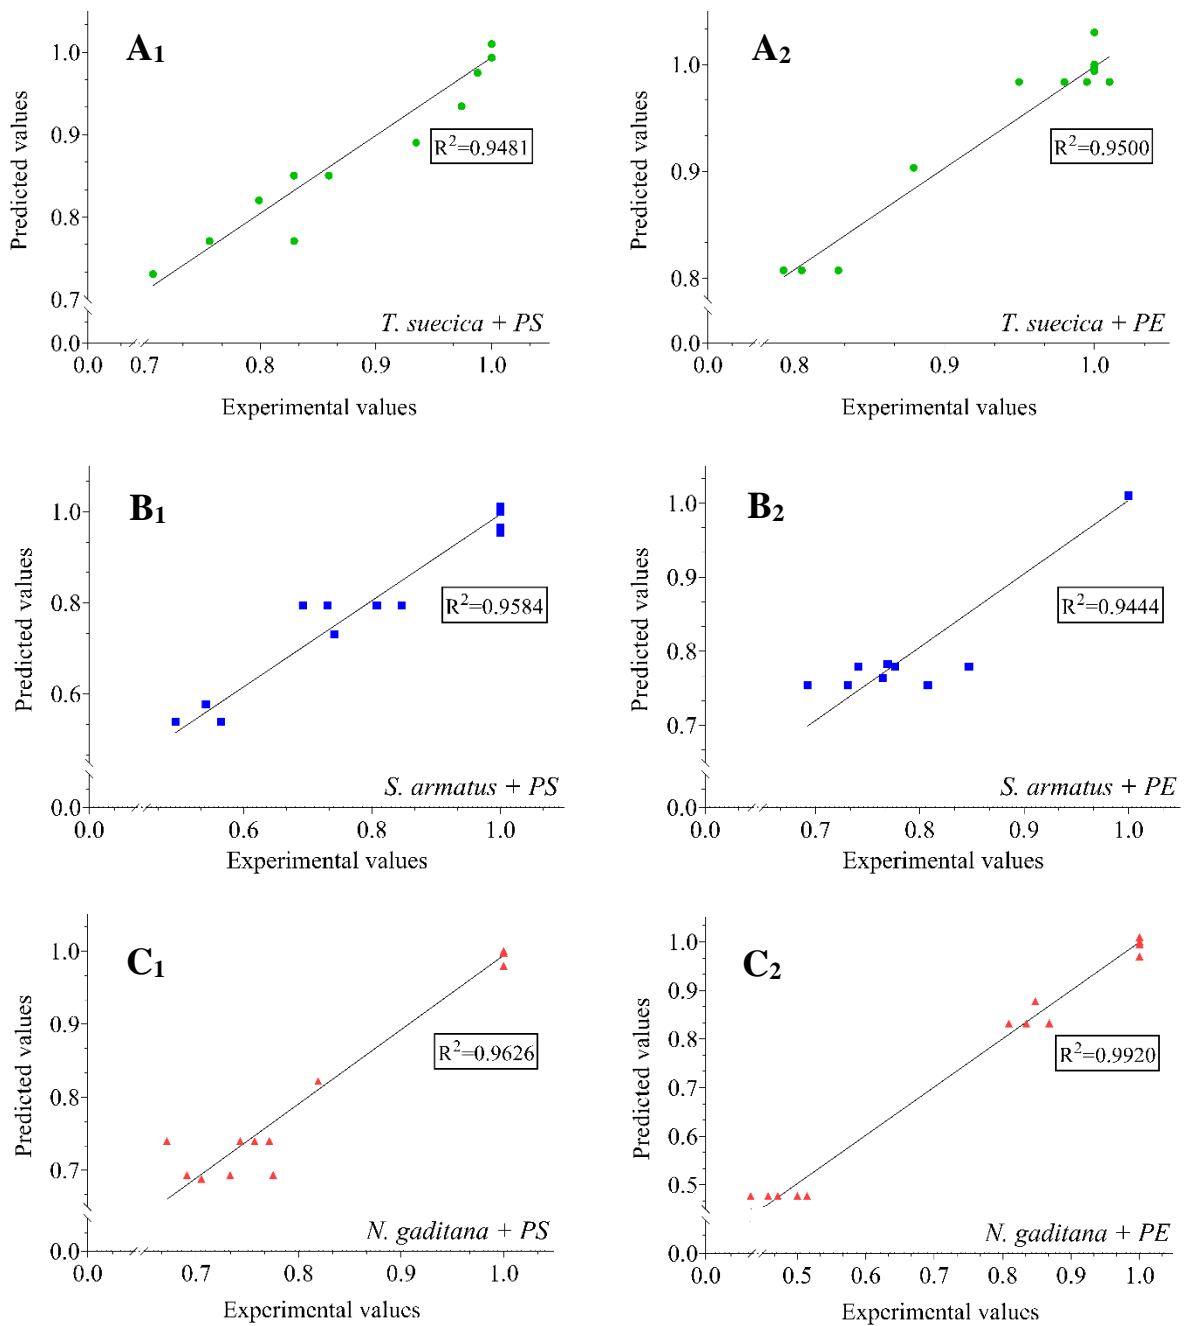 A1
1.0
0.9
0.8
0.7
0.0
Predicted values
R2=0.9481
T. suecica + PS
0.0 0.7 0.8 0.9 1.0
Experimental values
A2
1.0
0.9
0.8
0.0
Predicted values
R2=0.9500
T. suecica + PE
0.0 0.8 0.9 1.0
Experimental values
B1
1.0
0.8
0.6
0.0
Predicted values
R2=0.9584
S. armatus + PS
0.0 0.6 0.8 1.0
Experimental values
B2
1.0
0.9
0.8
0.7
0.0
Predicted values
R2=0.9444
S. armatus + PE
0.0 0.7 0.8 0.9 1.0
Experimental values
C1
1.0
0.9
0.8
0.7
0.0
Predicted values
R2=0.9626
N. gaditana + PS
0.0 0.7 0.8 0.9 1.0
Experimental values
C2
1.0
0.9
0.8
0.7
0.6
0.5
0.0
Predicted values
R2=0.9920
N. gaditana + PE
0.0 0.5 0.8 0.9 1.0
Experimental values